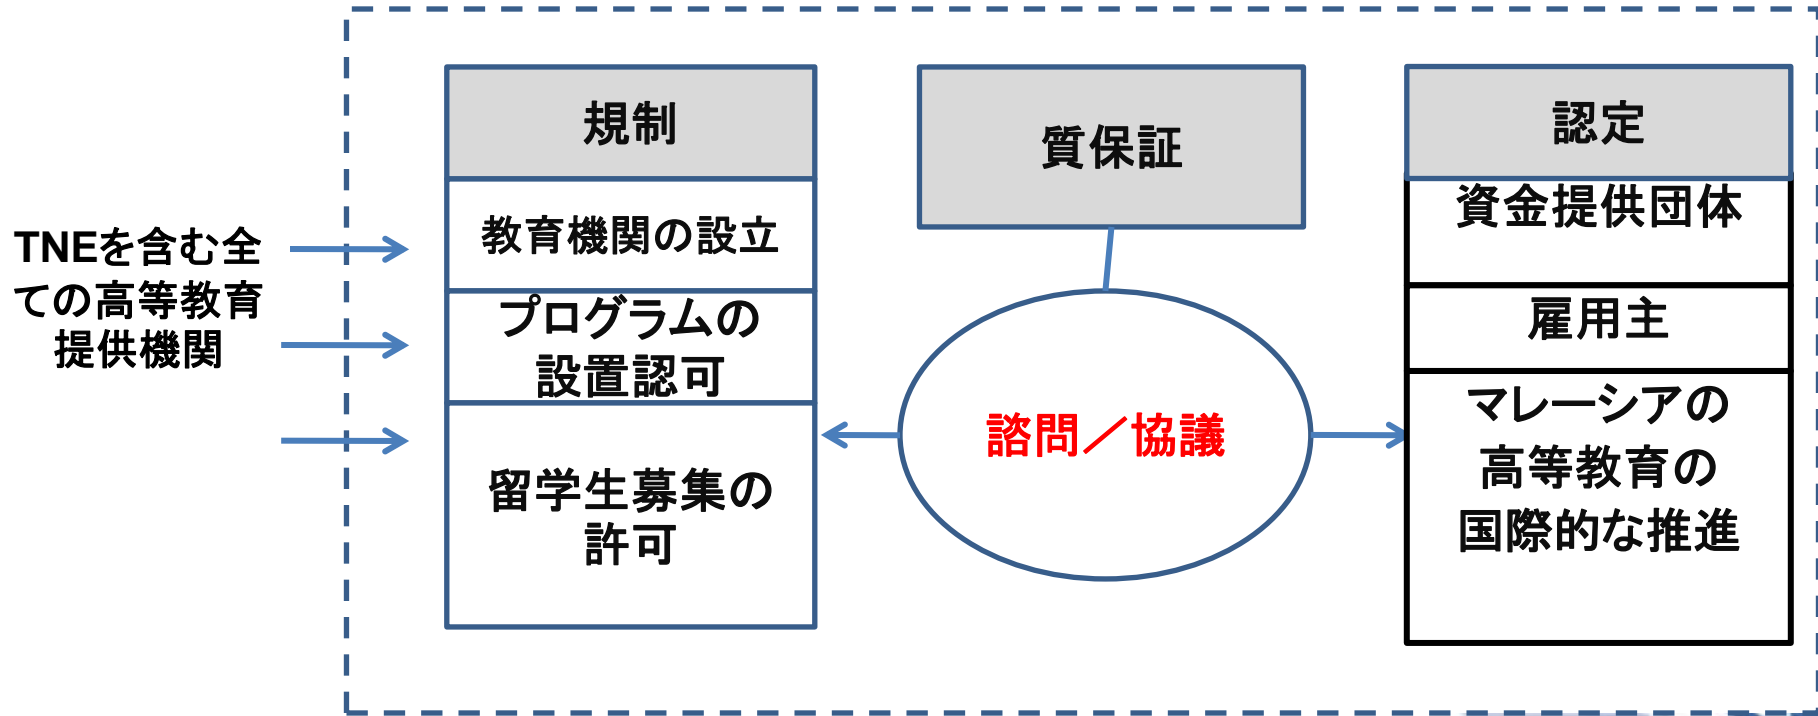 TNEを含む全
ての高等教育
提供機関
規制
教育機関の設立
プログラムの
設置認可
留学生募集の
許可
質保証
諮問／協議
認定
資金提供団体
雇用主
マレーシアの
高等教育の
国際的な推進